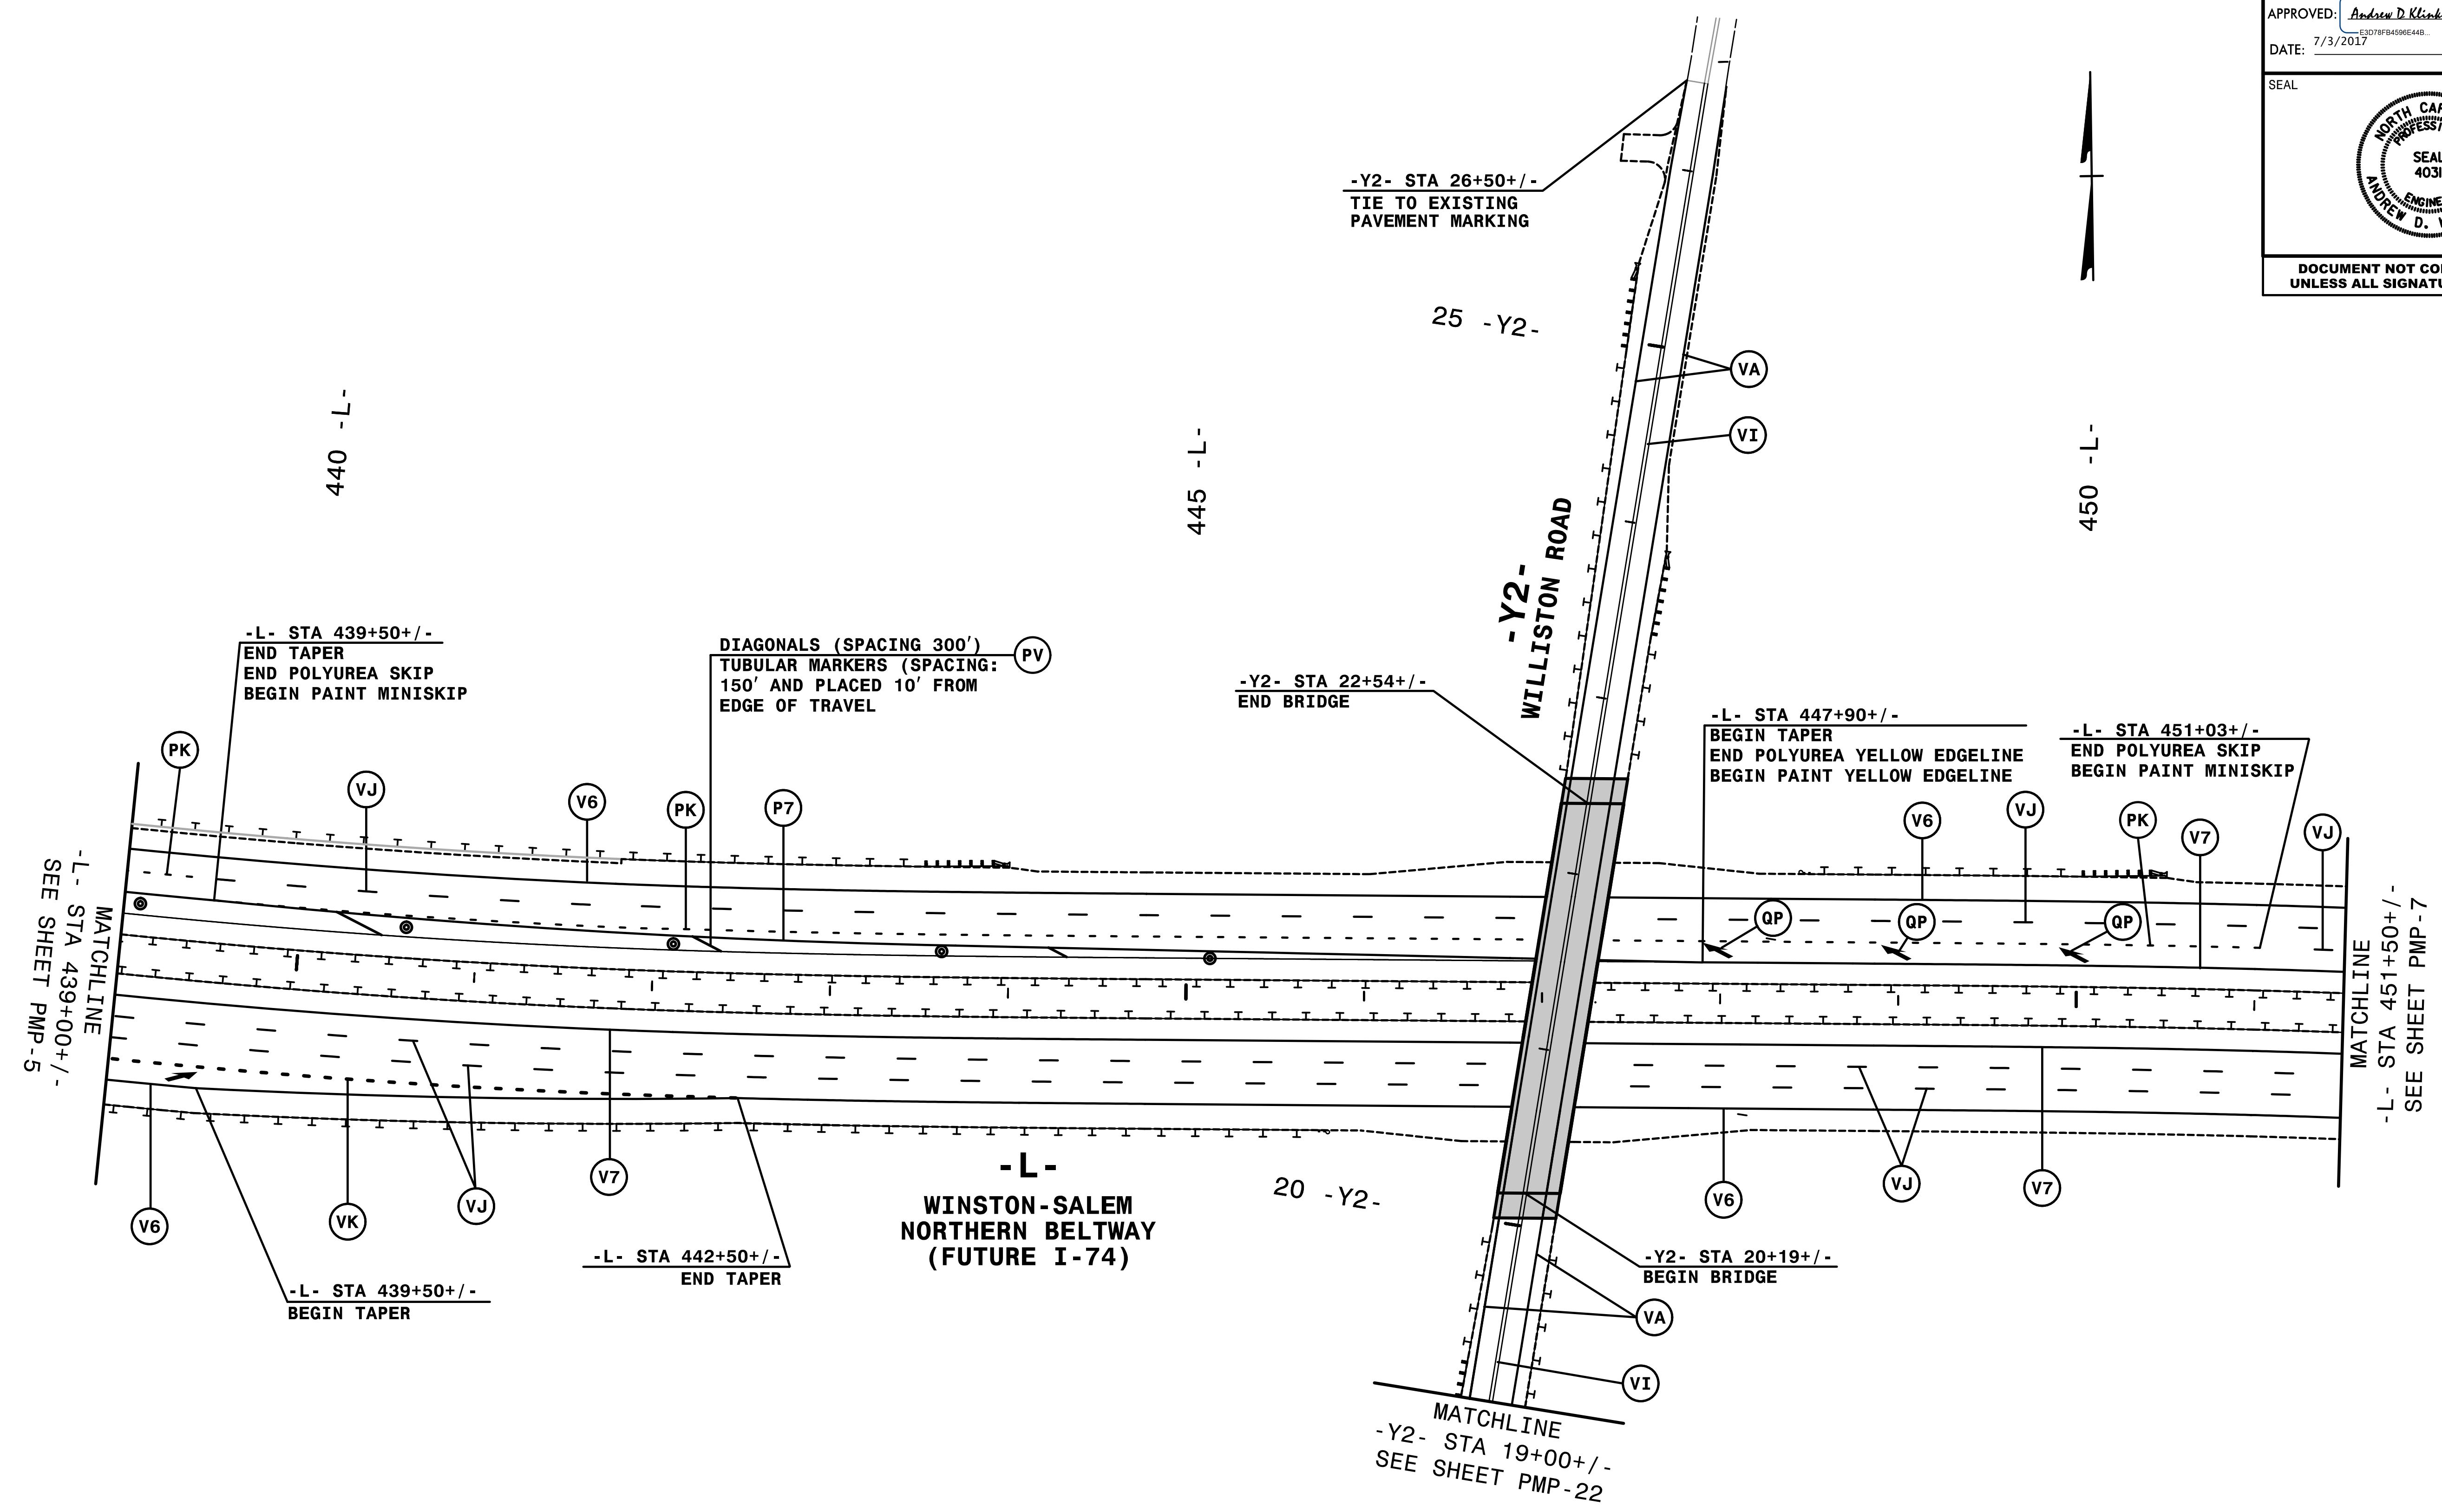 APPROVED: Andrew D Klink
E3D78FB4596E44B...
DATE: 7/3/2017
SEAL
NORTH CAR
PROFESSI
SEAL
4031
ENGINE
ANDREW D.
DOCUMENT NOT CO
UNLESS ALL SIGNATU
-Y2- STA 26+50+/-
TIE TO EXISTING
PAVEMENT MARKING
25 -Y2-
VA
VI
440 -L-
445 -L-
450 -L-
-Y2-
WILLISTON ROAD
-L- STA 439+50+/-
END TAPER
END POLYUREA SKIP
BEGIN PAINT MINISKIP
DIAGONALS (SPACING 300')
TUBULAR MARKERS (SPACING:
150' AND PLACED 10' FROM
EDGE OF TRAVEL
PV
-Y2- STA 22+54+/-
END BRIDGE
-L- STA 447+90+/-
BEGIN TAPER
END POLYUREA YELLOW EDGELINE
BEGIN PAINT YELLOW EDGELINE
-L- STA 451+03+/-
END POLYUREA SKIP
BEGIN PAINT MINISKIP
PK
VJ
V6
PK
P7
V6
VJ
PK
V7
VJ
QP
QP
QP
MATCHLINE
-L- STA 439+00+/-
SEE SHEET PMP-5
MATCHLINE
-L- STA 451+50+/-
SEE SHEET PMP-7
V6
VK
VJ
V7
V6
VJ
V7
-L-
WINSTON-SALEM
NORTHERN BELTWAY
(FUTURE I-74)
20 -Y2-
-L- STA 442+50+/-
END TAPER
-L- STA 439+50+/-
BEGIN TAPER
-Y2- STA 20+19+/-
BEGIN BRIDGE
VA
VI
MATCHLINE
-Y2- STA 19+00+/-
SEE SHEET PMP-22